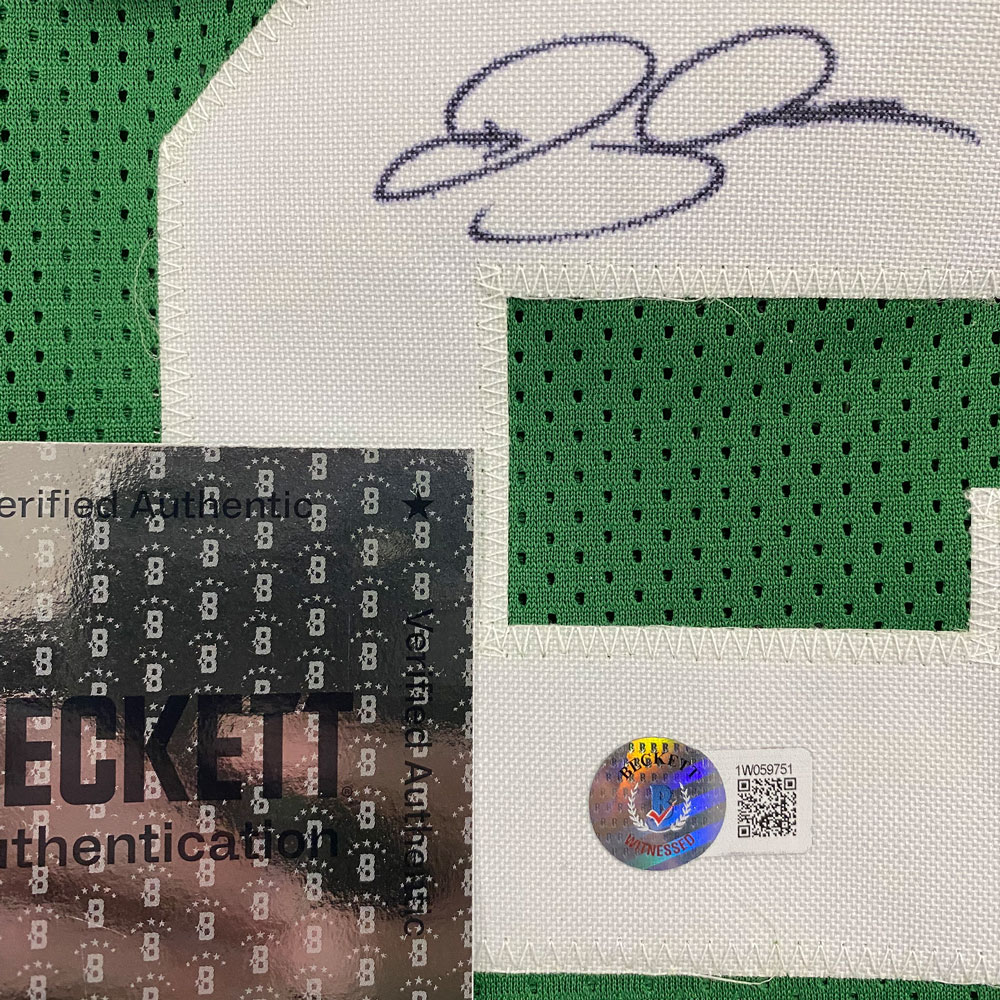 erified Authentic
★ Verified Authentic
ECKETT
uthentication
BECKETT
B
WITNESSED
1W059751